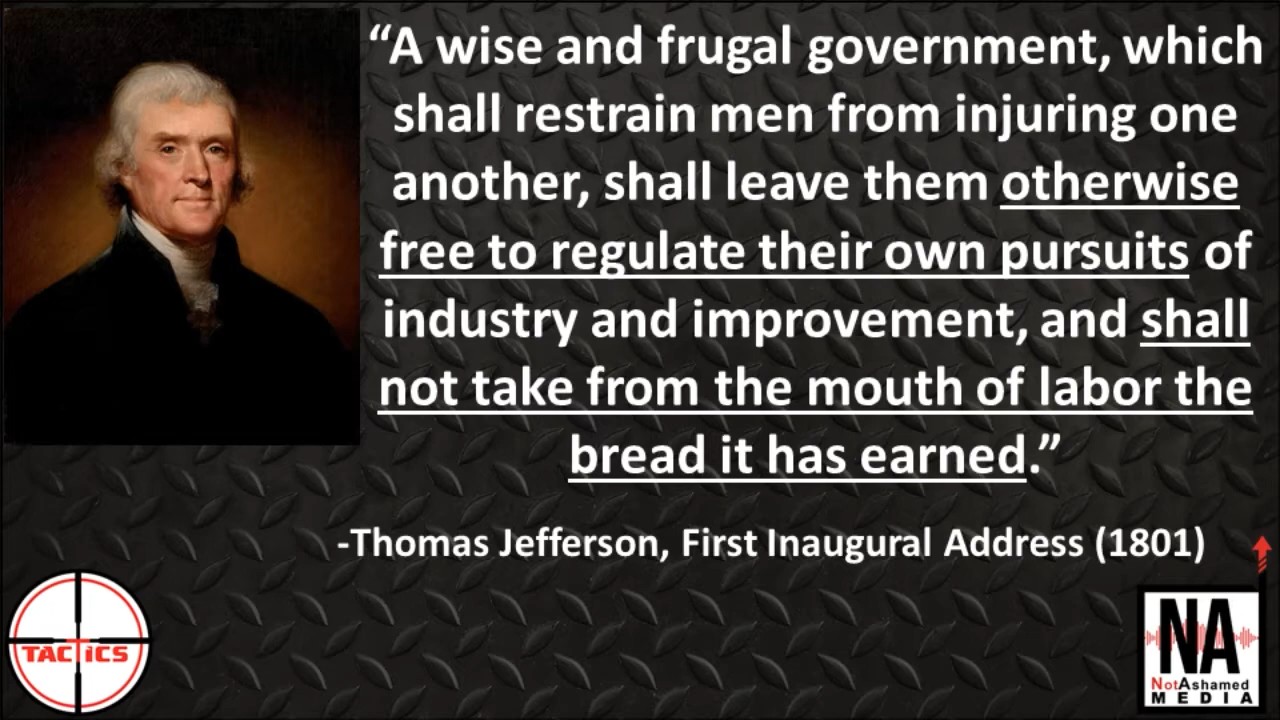 “A wise and frugal government, which
shall restrain men from injuring one
another, shall leave them otherwise
free to regulate their own pursuits of
industry and improvement, and shall
not take from the mouth of labor the
bread it has earned.”
-Thomas Jefferson, First Inaugural Address (1801)
TACTICS
NA
NotAshamed
MEDIA